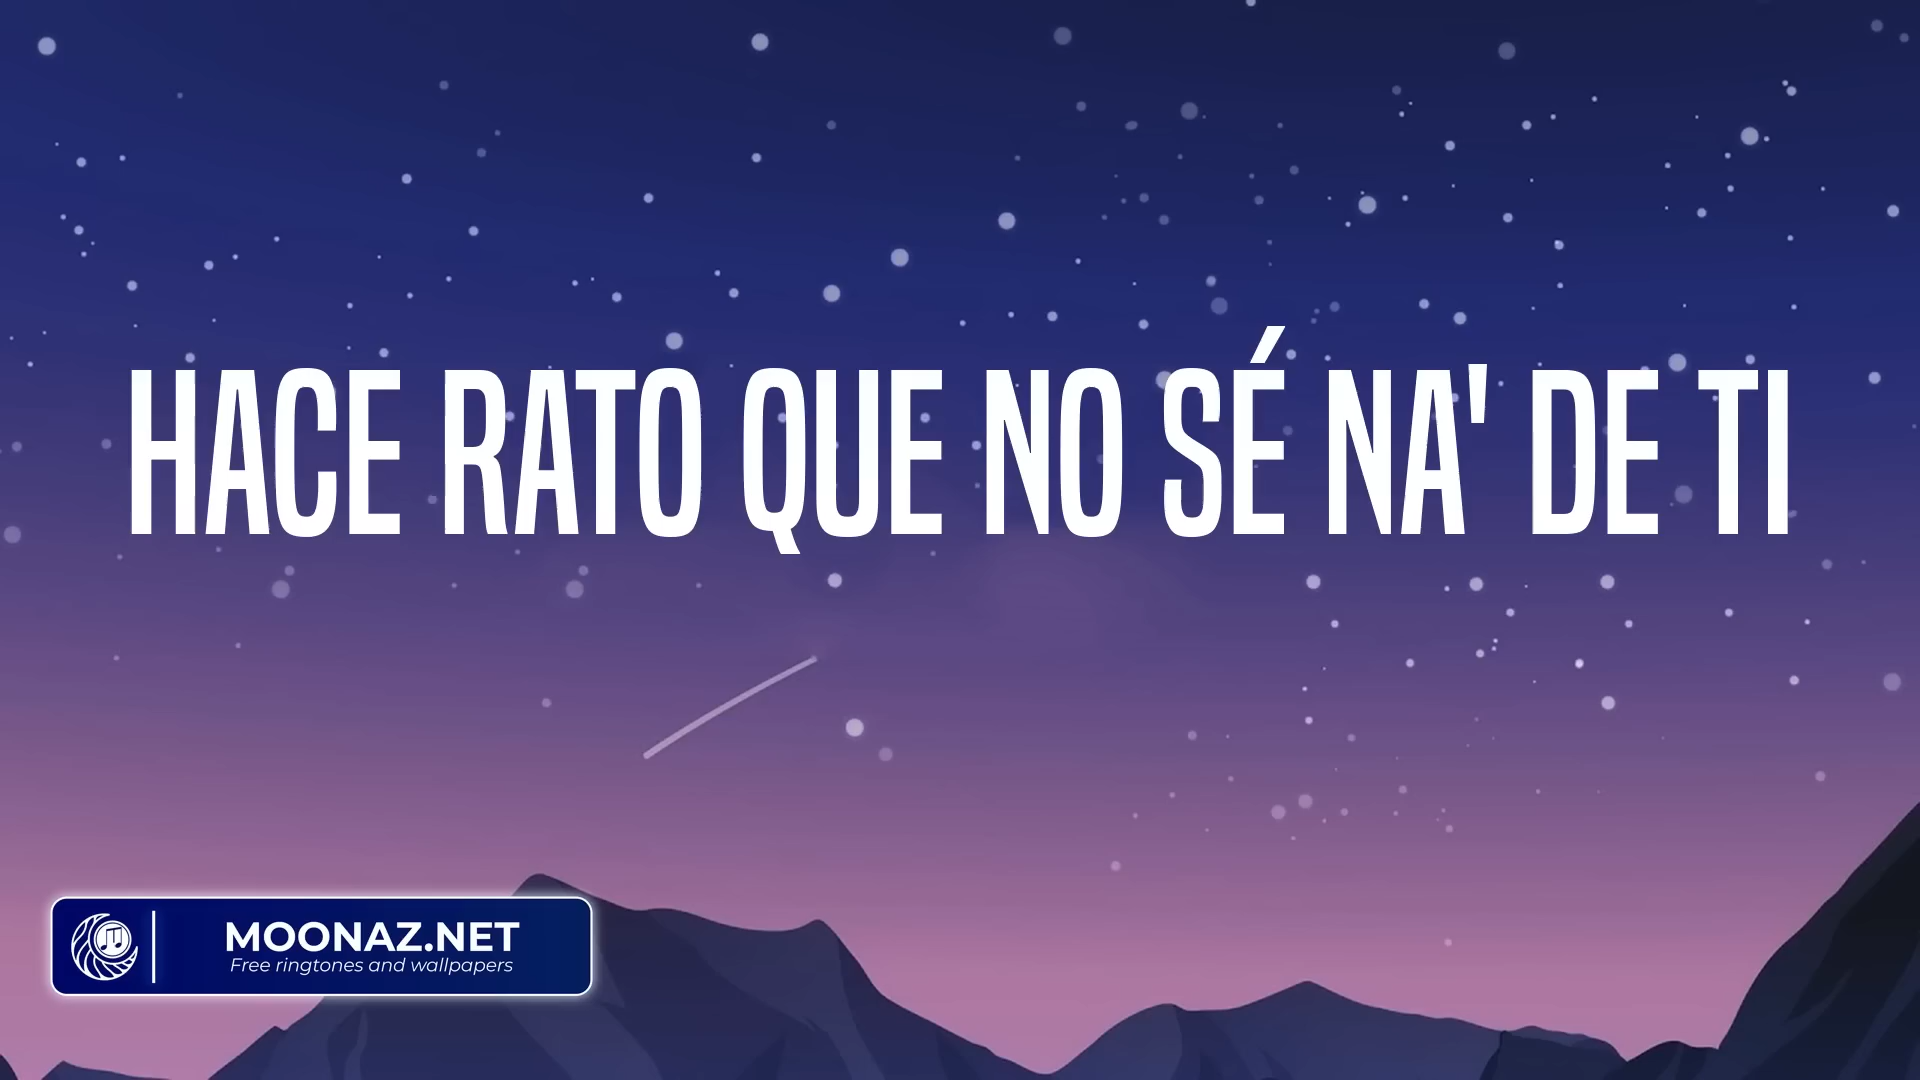 HACE RATO QUE NO SÉ NA' DE TI
MOONAZ.NET
Free ringtones and wallpapers